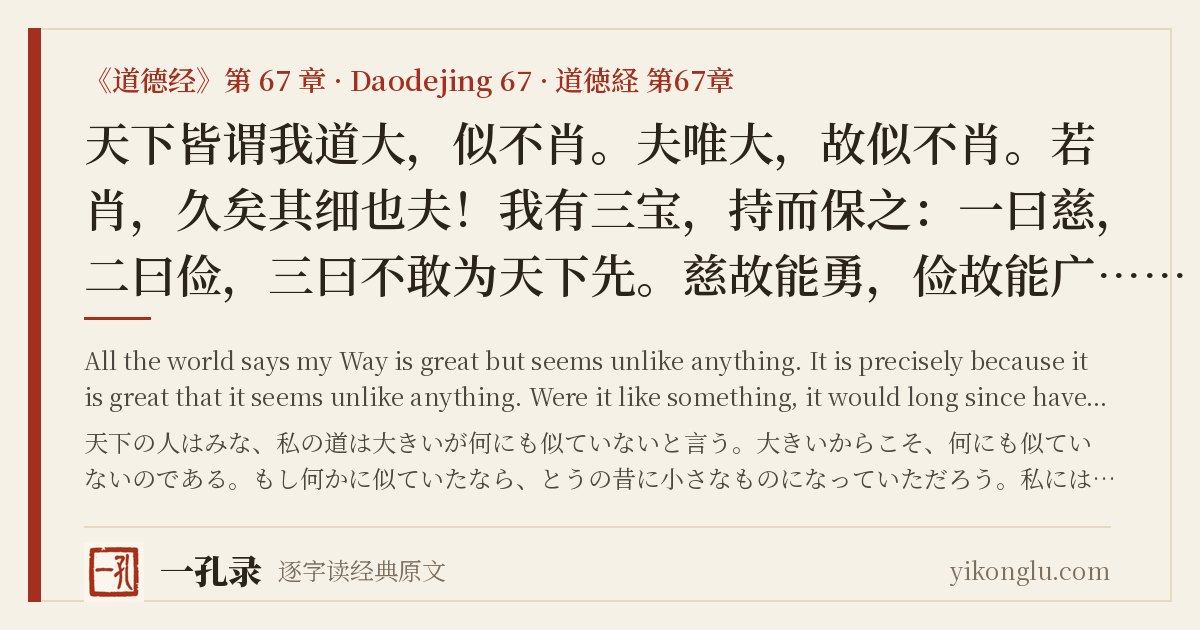 《道德经》第 67 章 · Daodejing 67 · 道徳経 第67章
天下皆谓我道大，似不肖。夫唯大，故似不肖。若
肖，久矣其细也夫！我有三宝，持而保之：一曰慈，
二曰俭，三曰不敢为天下先。慈故能勇，俭故能广……
All the world says my Way is great but seems unlike anything. It is precisely because it
is great that it seems unlike anything. Were it like something, it would long since have…
天下の人はみな、私の道は大きいが何にも似ていないと言う。大きいからこそ、何にも似てい
ないのである。もし何かに似ていたなら、とうの昔に小さなものになっていただろう。私には…
一孔
一孔录 逐字读经典原文 yikonglu.com